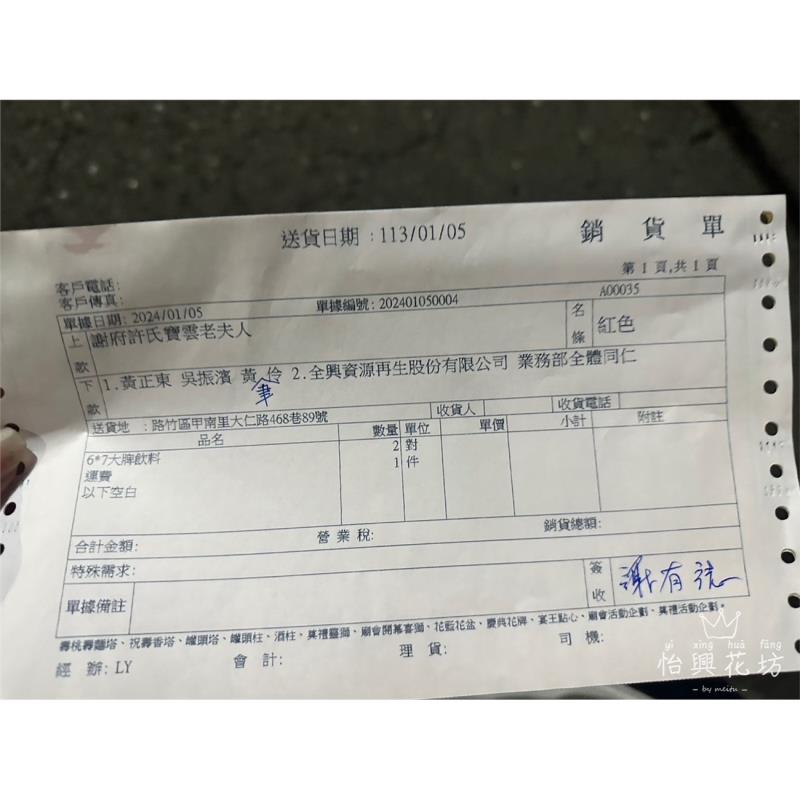 送貨日期：113/01/05 銷貨單
第 1 頁,共 1 頁
客戶電話:
客戶傳真:
A00035
單據日期: 2024/01/05 單據編號: 202401050004
上款 謝府許氏寶雲老夫人 名條 紅色
下款 1.黃正東 吳振濱 黃 伶 2.全興資源再生股份有限公司 業務部全體同仁
送貨地 ：路竹區甲南里大仁路468巷89號 收貨人 收貨電話
品名 數量 單位 單價 小計 附註
6*7大牌飲料 2 對
運費 1 件
以下空白
合計金額: 營業稅: 銷貨總額:
特殊需求: 簽收 謝有
單據備註
壽桃壽麵塔、祝壽香塔、罐頭塔、罐頭柱、酒柱、奠禮靈獅、廟會開幕喜獅、花藍花盆、慶典花牌、宴王點心、廟會活動企劃、奠禮活動企劃。
經辦: LY 會計: 理貨: 司機:
yí xìng huā fāng
怡興花坊
– by meitu –